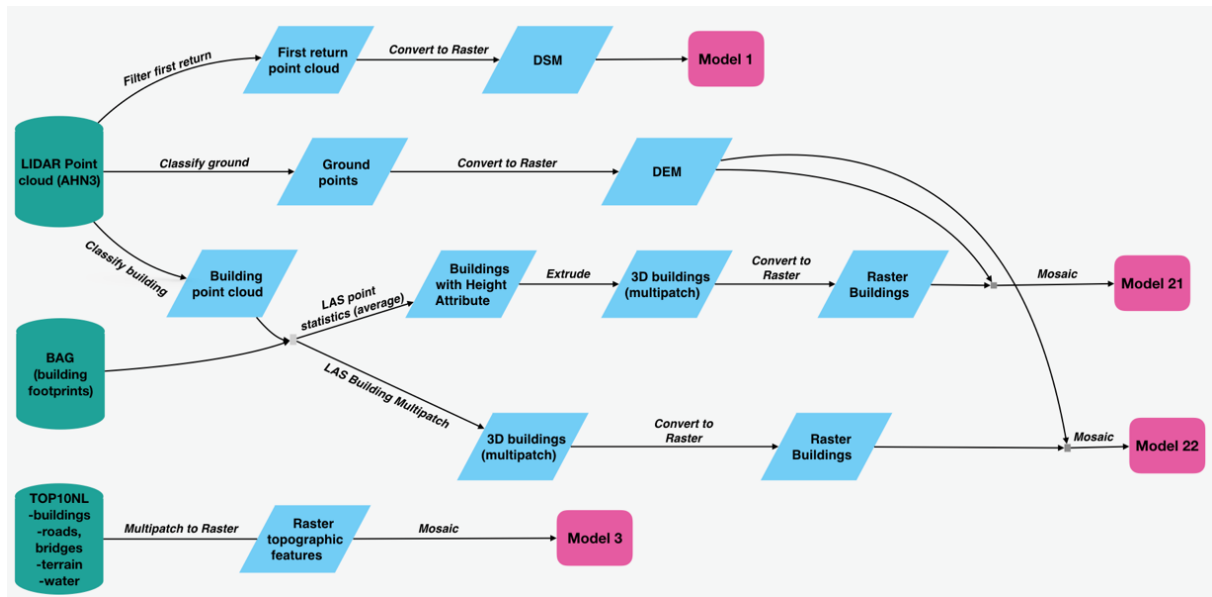 Filter first return
First return
point cloud
Convert to Raster
DSM
Model 1
LIDAR Point
cloud (AHN3)
Classify ground
Ground
points
Convert to Raster
DEM
Classify building
Building
point cloud
LAS point
statistics (average)
Buildings
with Height
Attribute
Extrude
3D buildings
(multipatch)
Convert to
Raster
Raster
Buildings
Mosaic
Model 21
BAG
(building
footprints)
LAS Building Multipatch
3D buildings
(multipatch)
Convert to
Raster
Raster
Buildings
Mosaic
Model 22
TOP10NL
-buildings
-roads,
bridges
-terrain
-water
Multipatch to Raster
Raster
topographic
features
Mosaic
Model 3